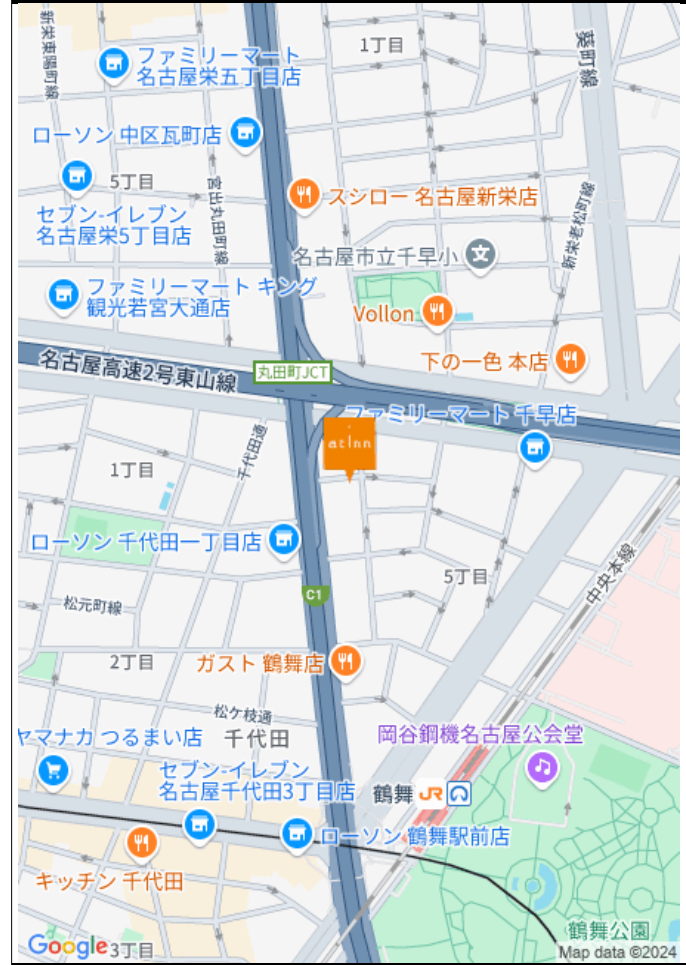 新栄東陽町線
ファミリーマート
名古屋栄五丁目店
1丁目
葵町線
ローソン 中区瓦町店
5丁目
宮出丸田町線
スシロー 名古屋新栄店
新栄老松町線
セブン-イレブン
名古屋栄5丁目店
名古屋市立千早小
ファミリーマート キング
観光若宮大通店
Vollon
下の一色 本店
名古屋高速2号東山線
丸田町JCT
ファミリーマート 千早店
at inn
千代田通
1丁目
ローソン 千代田一丁目店
5丁目
中央本線
C1
松元町線
2丁目
ガスト 鶴舞店
松ケ枝通
千代田
岡谷鋼機名古屋公会堂
ヤマナカ つるまい店
セブン-イレブン
名古屋千代田3丁目店
鶴舞 JR
ローソン 鶴舞駅前店
キッチン 千代田
鶴舞公園
Google
3丁目
Map data ©2024